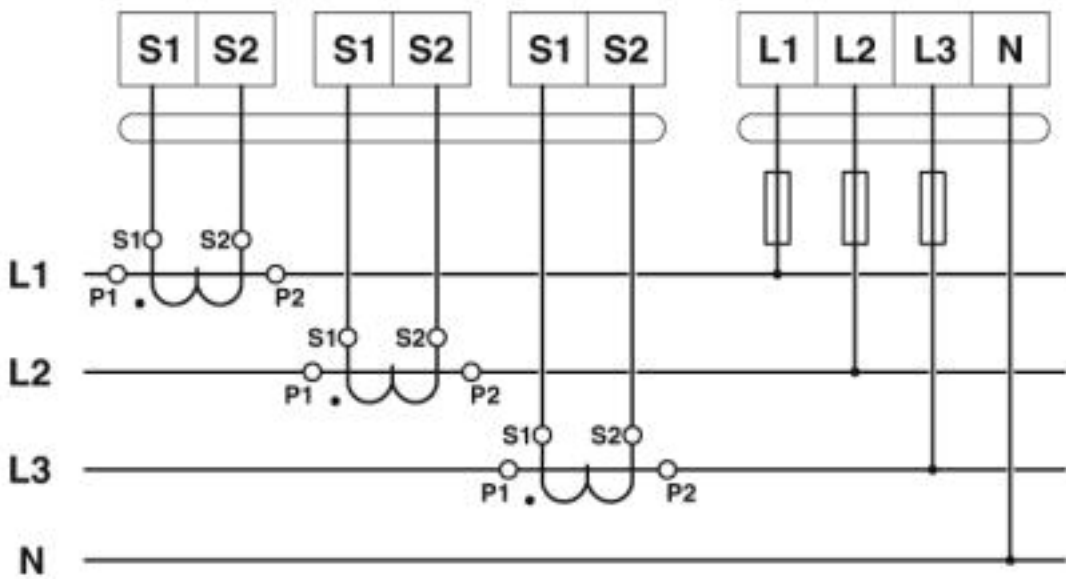 S1 S2 S1 S2 S1 S2 L1 L2 L3 N
S1 S2
L1
P1 P2
S1 S2
L2
P1 P2
S1 S2
L3
P1 P2
N